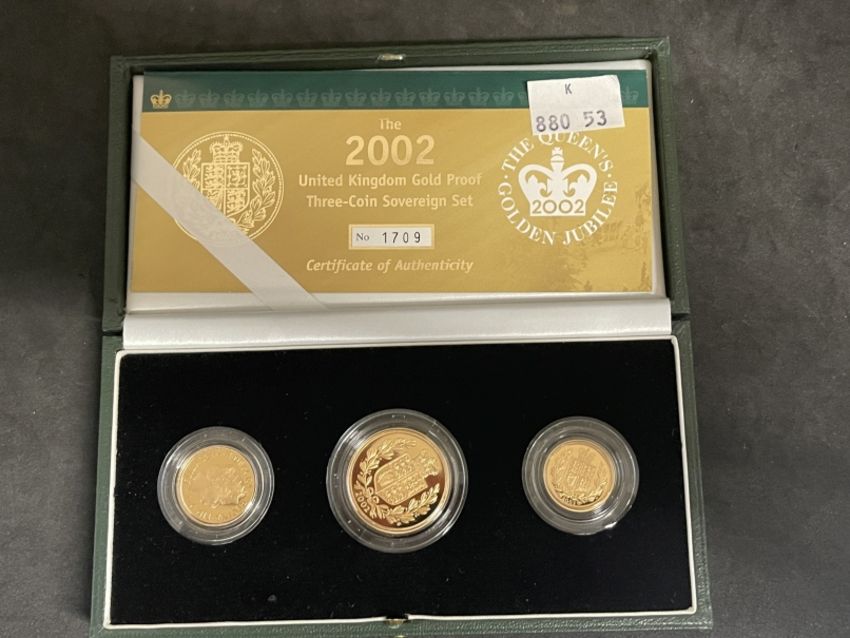 K
880 53
The
2002
United Kingdom Gold Proof
Three-Coin Sovereign Set
No 1709
Certificate of Authenticity
THE QUEEN'S
2002
GOLDEN JUBILEE
2002